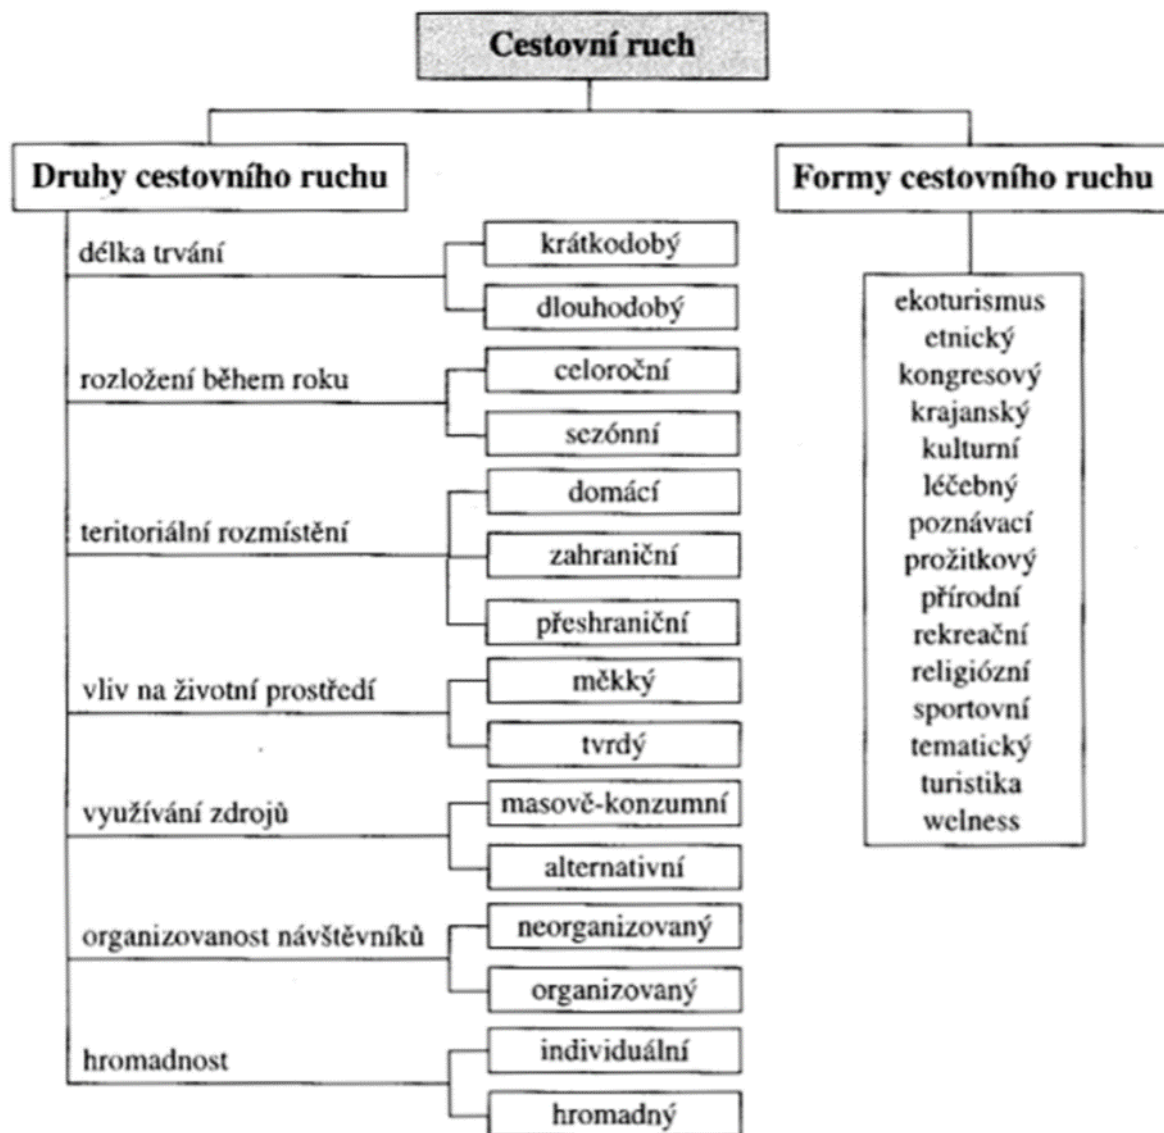 Cestovní ruch
Druhy cestovního ruchu
délka trvání
krátkodobý
dlouhodobý
rozložení během roku
celoroční
sezónní
teritoriální rozmístění
domácí
zahraniční
přeshraniční
vliv na životní prostředí
měkký
tvrdý
využívání zdrojů
masově-konzumní
alternativní
organizovanost návštěvníků
neorganizovaný
organizovaný
hromadnost
individuální
hromadný
Formy cestovního ruchu
ekoturismus
etnický
kongresový
krajanský
kulturní
léčebný
poznávací
prožitkový
přírodní
rekreační
religiózní
sportovní
tematický
turistika
welness